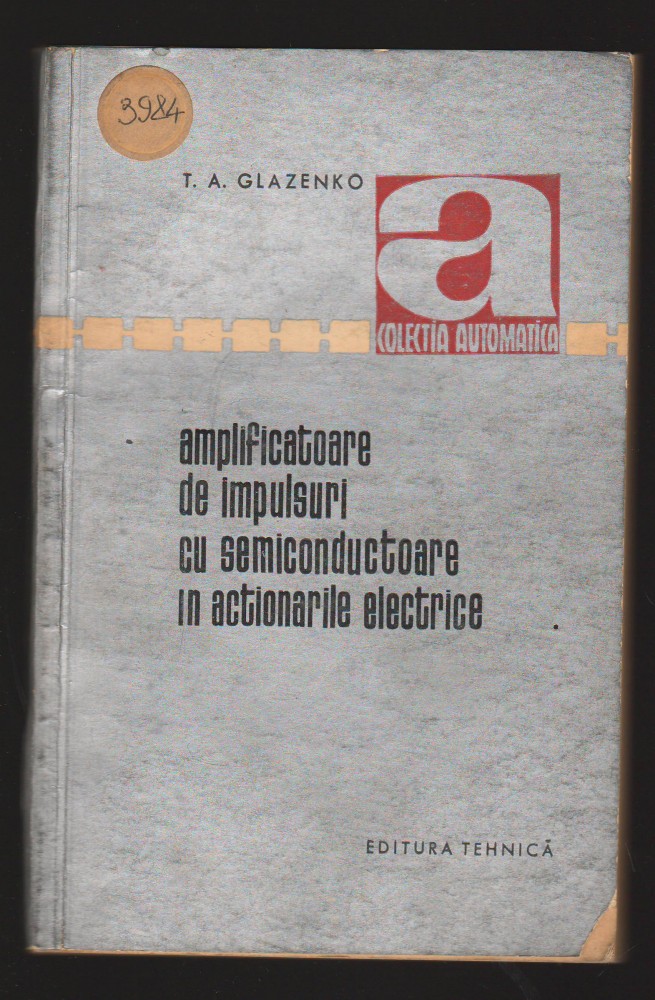 3984
T. A. GLAZENKO
a
COLECTIA AUTOMATICA
amplificatoare
de impulsuri
cu semiconductoare
in actionarile electrice
EDITURA TEHNICĂ